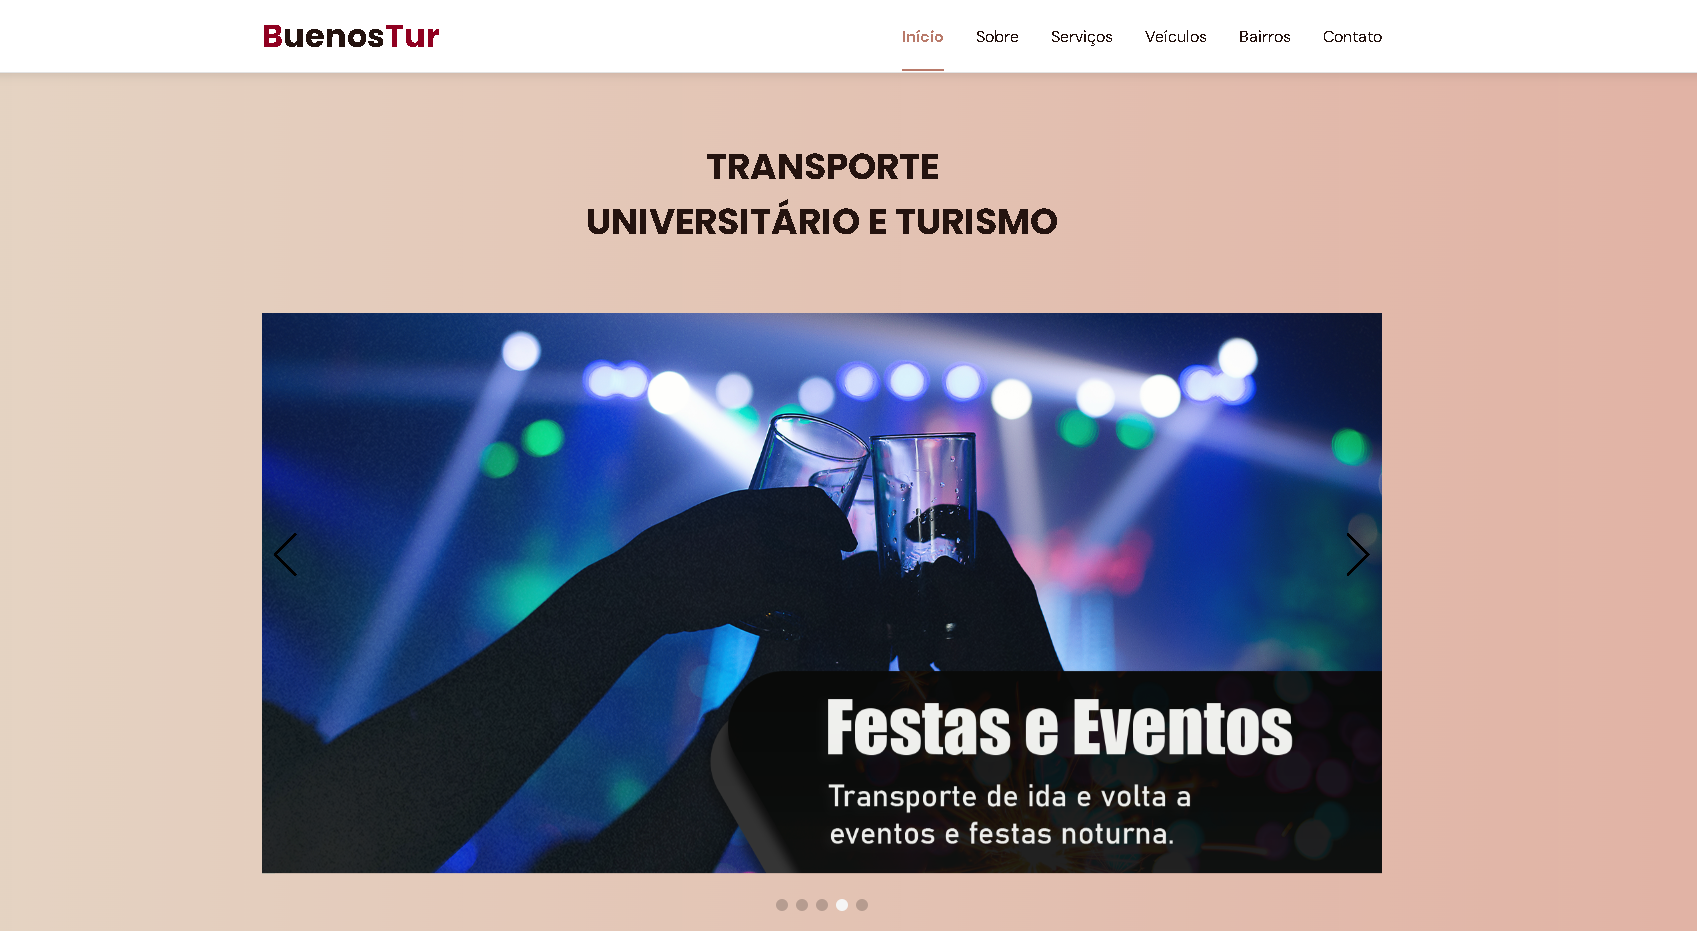 BuenosTur
Início Sobre Serviços Veículos Bairros Contato
TRANSPORTE
UNIVERSITÁRIO E TURISMO
Festas e Eventos
Transporte de ida e volta a
eventos e festas noturna.